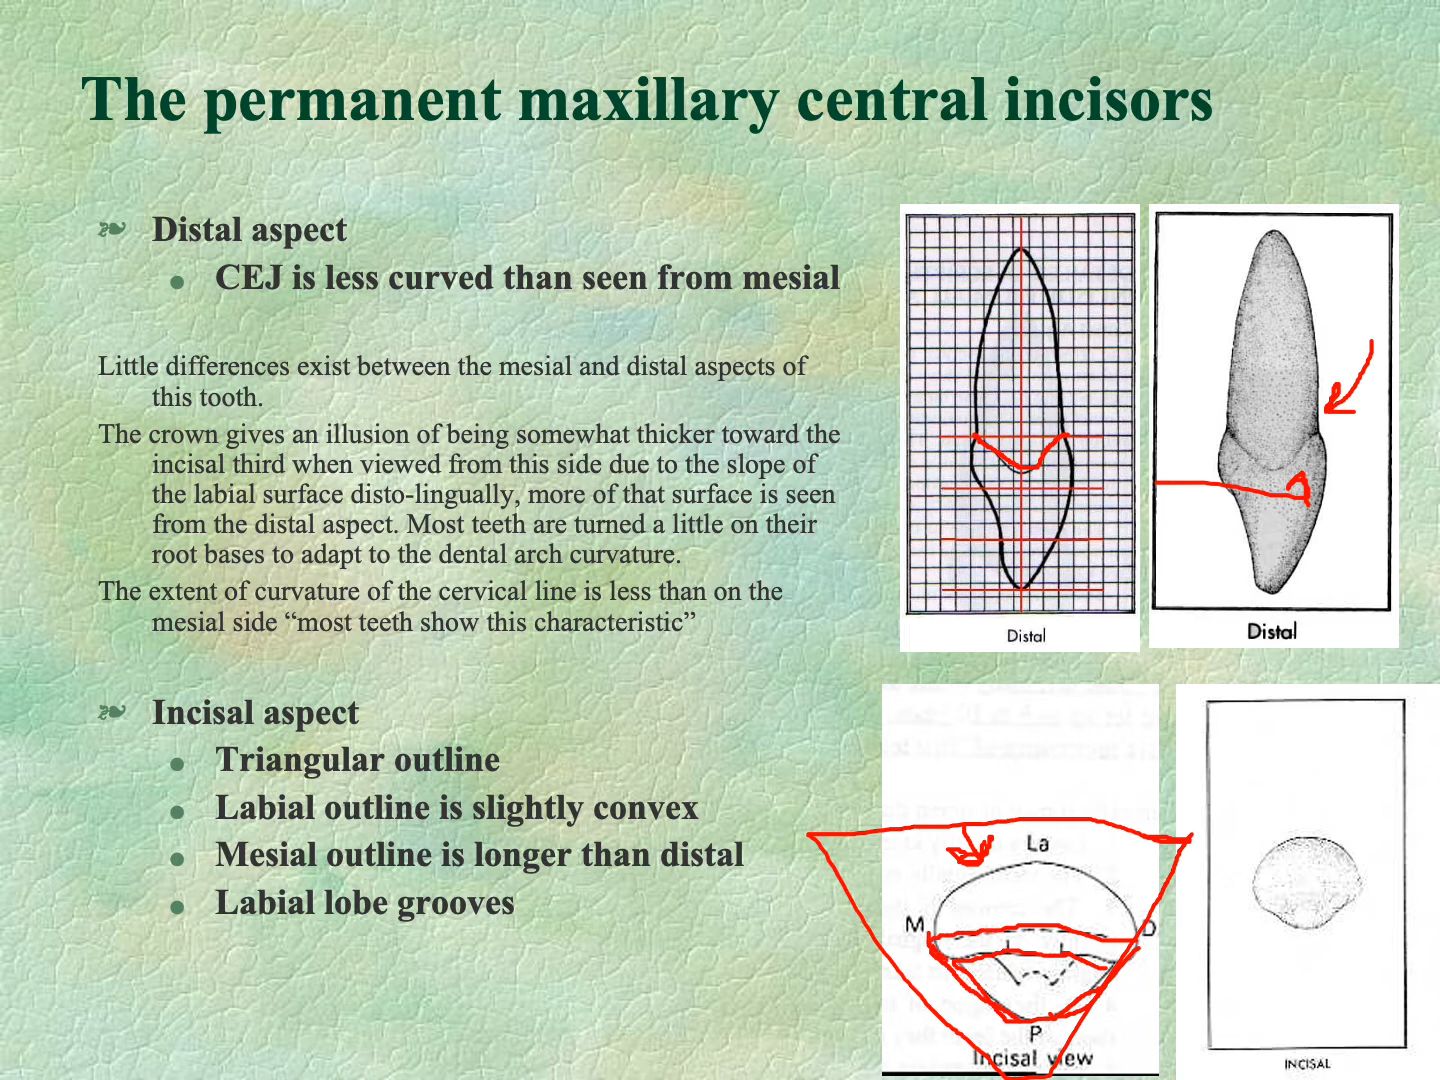 The permanent maxillary central incisors
Distal aspect
CEJ is less curved than seen from mesial
Little differences exist between the mesial and distal aspects of
this tooth.
The crown gives an illusion of being somewhat thicker toward the
incisal third when viewed from this side due to the slope of
the labial surface disto-lingually, more of that surface is seen
from the distal aspect. Most teeth are turned a little on their
root bases to adapt to the dental arch curvature.
The extent of curvature of the cervical line is less than on the
mesial side “most teeth show this characteristic”
Incisal aspect
Triangular outline
Labial outline is slightly convex
Mesial outline is longer than distal
Labial lobe grooves
Distal
Distal
La
M
D
P
Incisal view
INCISAL